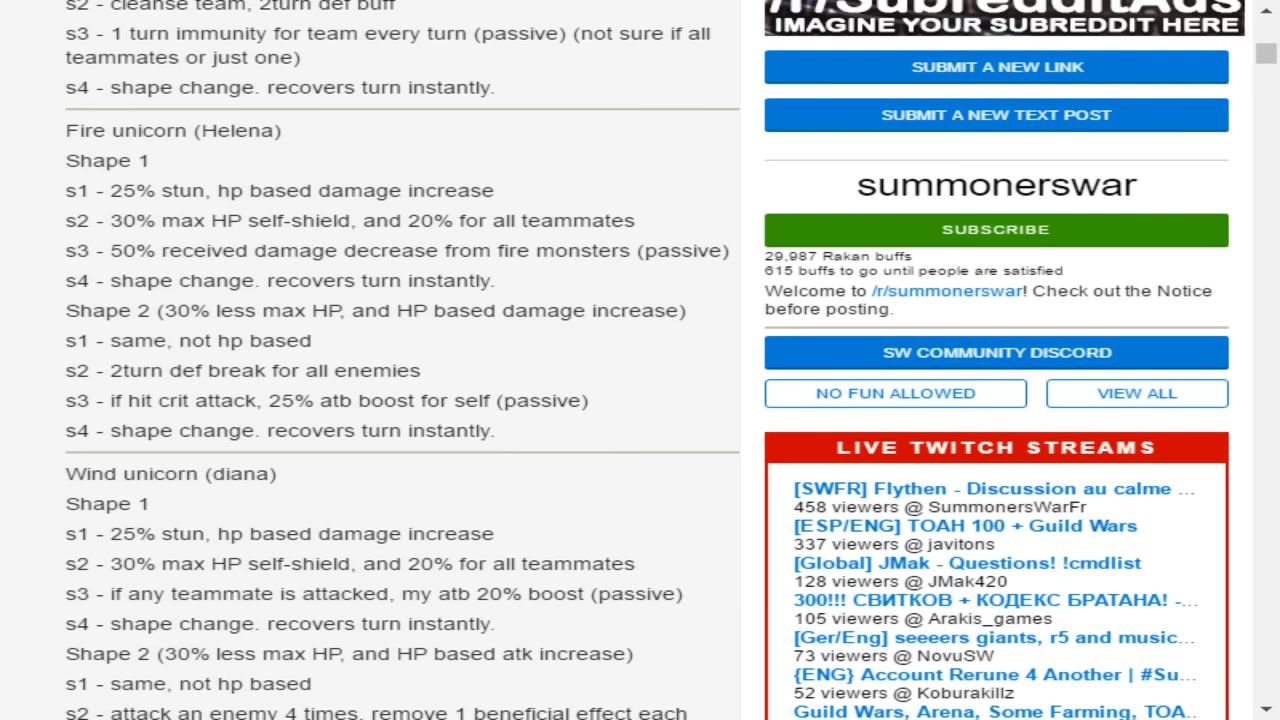 s2 - cleanse team, 2turn def buff
s3 - 1 turn immunity for team every turn (passive) (not sure if all
teammates or just one)
s4 - shape change. recovers turn instantly.
Fire unicorn (Helena)
Shape 1
s1 - 25% stun, hp based damage increase
s2 - 30% max HP self-shield, and 20% for all teammates
s3 - 50% received damage decrease from fire monsters (passive)
s4 - shape change. recovers turn instantly.
Shape 2 (30% less max HP, and HP based damage increase)
s1 - same, not hp based
s2 - 2turn def break for all enemies
s3 - if hit crit attack, 25% atb boost for self (passive)
s4 - shape change. recovers turn instantly.
Wind unicorn (diana)
Shape 1
s1 - 25% stun, hp based damage increase
s2 - 30% max HP self-shield, and 20% for all teammates
s3 - if any teammate is attacked, my atb 20% boost (passive)
s4 - shape change. recovers turn instantly.
Shape 2 (30% less max HP, and HP based atk increase)
s1 - same, not hp based
s2 - attack an enemy 4 times, remove 1 beneficial effect each
/r/SubredditAds
IMAGINE YOUR SUBREDDIT HERE
SUBMIT A NEW LINK
SUBMIT A NEW TEXT POST
summonerswar
SUBSCRIBE
29,987 Rakan buffs
615 buffs to go until people are satisfied
Welcome to /r/summonerswar! Check out the Notice
before posting.
SW COMMUNITY DISCORD
NO FUN ALLOWED
VIEW ALL
LIVE TWITCH STREAMS
[SWFR] Flythen - Discussion au calme ...
458 viewers @ SummonersWarFr
[ESP/ENG] TOAH 100 + Guild Wars
337 viewers @ javitons
[Global] JMak - Questions! !cmdlist
128 viewers @ JMak420
300!!! СВИТКОВ + КОДЕКС БРАТАНА! -...
105 viewers @ Arakis_games
[Ger/Eng] seeeers giants, r5 and music...
73 viewers @ NovuSW
{ENG} Account Rerune 4 Another | #Su...
52 viewers @ Koburakillz
Guild Wars, Arena, Some Farming, TOA...